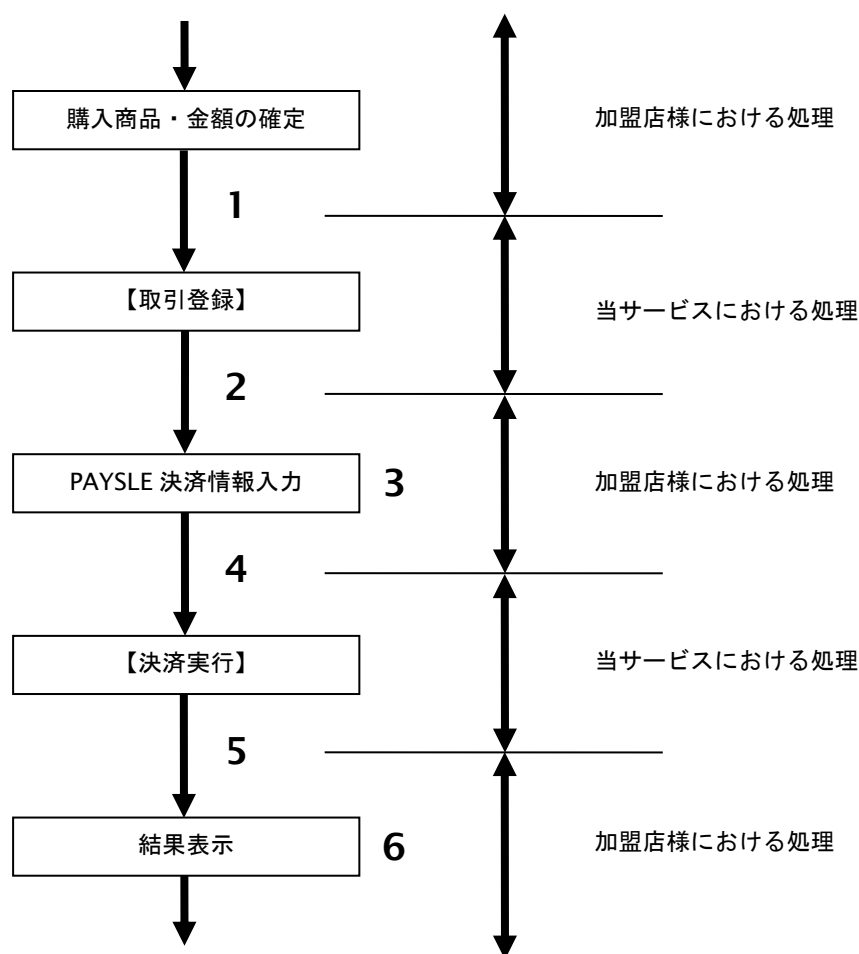 購入商品・金額の確定
加盟店様における処理
1
【取引登録】
当サービスにおける処理
2
PAYSLE 決済情報入力
3
加盟店様における処理
4
【決済実行】
当サービスにおける処理
5
結果表示
6
加盟店様における処理